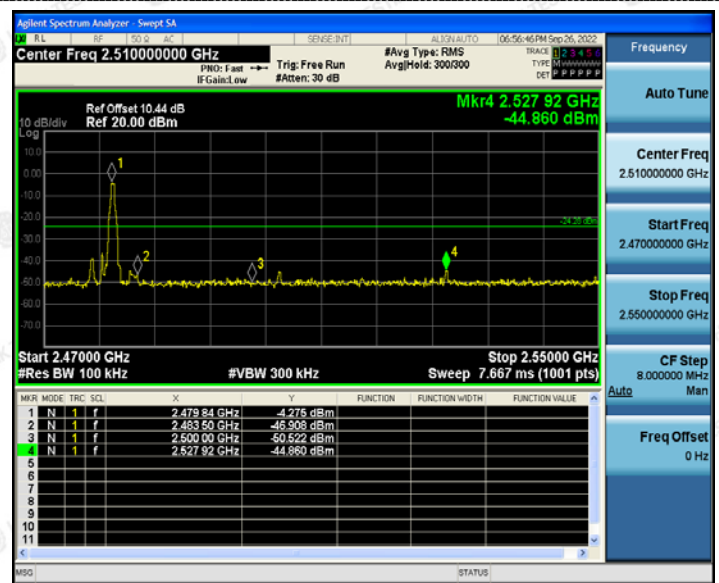 Agilent Spectrum Analyzer - Swept SA
RL RF 50 Ω AC SENSE:INT ALIGN AUTO 06:56:46 PM Sep 26, 2022
Center Freq 2.510000000 GHz
PNO: Fast
IFGain:Low
Trig: Free Run
#Atten: 30 dB
#Avg Type: RMS
Avg|Hold: 300/300
TRACE 1 2 3 4 5 6
TYPE M
DET P P P P P P
Frequency
Auto Tune
Center Freq
2.510000000 GHz
Start Freq
2.470000000 GHz
Stop Freq
2.550000000 GHz
CF Step
8.000000 MHz
Auto Man
Freq Offset
0 Hz
Mkr4 2.527 92 GHz
-44.860 dBm
Ref Offset 10.44 dB
10 dB/div Ref 20.00 dBm
Log
10.0
0.00
-10.0
-20.0
-30.0
-40.0
-50.0
-60.0
-70.0
1
2
3
4
Start 2.47000 GHz Stop 2.55000 GHz
#Res BW 100 kHz #VBW 300 kHz Sweep 7.667 ms (1001 pts)
MKR MODE TRC SCL X Y FUNCTION FUNCTION WIDTH FUNCTION VALUE
1 N 1 f 2.479 84 GHz -4.275 dBm
2 N 1 f 2.483 50 GHz -45.908 dBm
3 N 1 f 2.500 00 GHz -50.522 dBm
4 N 1 f 2.527 92 GHz -44.860 dBm
5
6
7
8
9
10
11
MSG STATUS